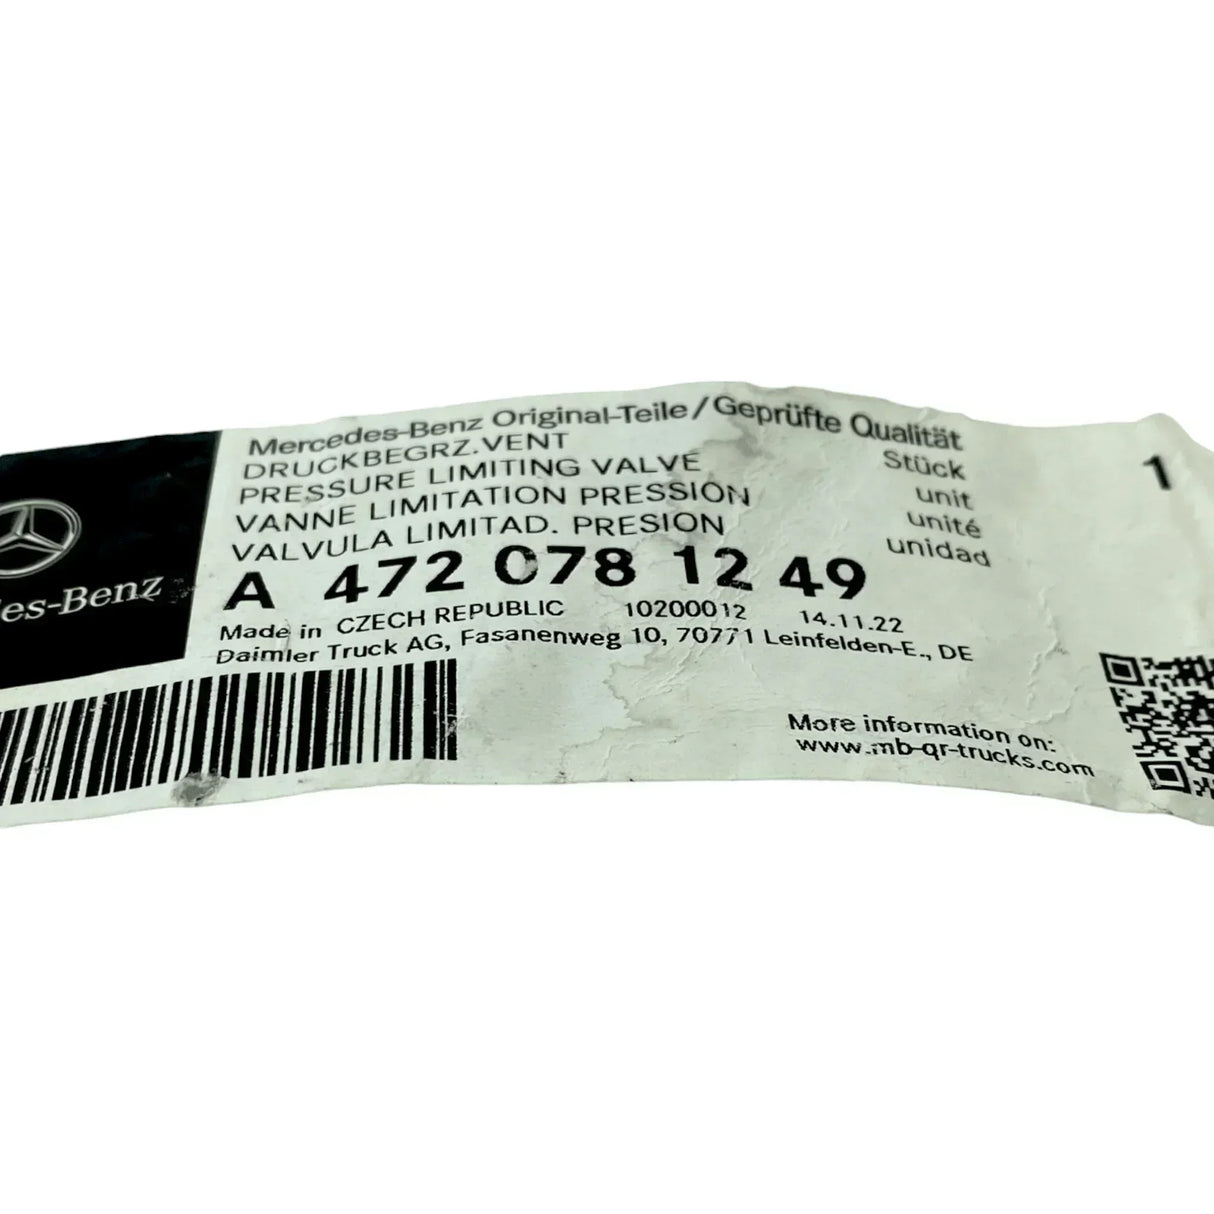 Mercedes-Benz Original-Teile/Geprüfte Qualität
DRUCKBEGRZ.VENT Stück 1
PRESSURE LIMITING VALVE unit
VANNE LIMITATION PRESSION unité
VALVULA LIMITAD. PRESION unidad
A 472 078 12 49
Made in CZECH REPUBLIC 10200012 14.11.22
Daimler Truck AG, Fasanenweg 10, 70771 Leinfelden-E., DE
des-Benz
More information on:
www.mb-qr-trucks.com